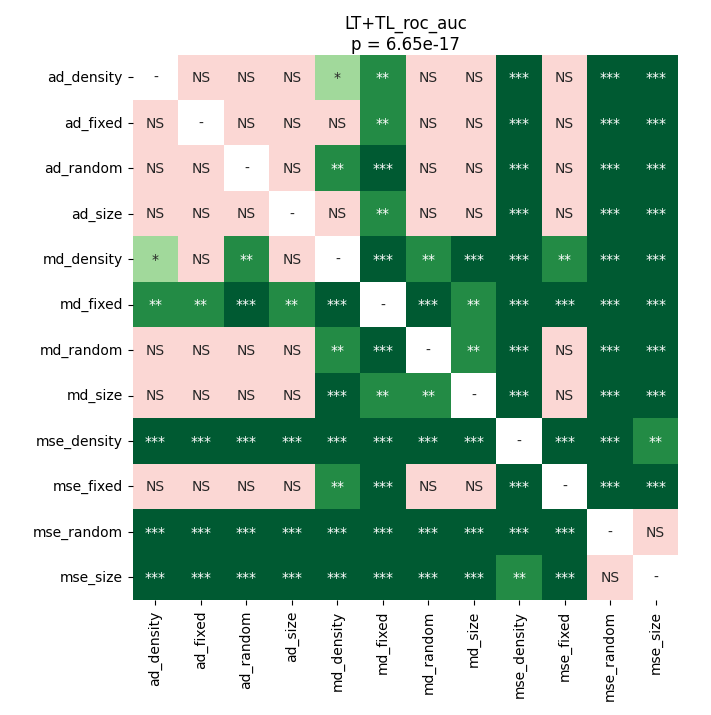 LT+TL_roc_auc
p = 6.65e-17
ad_density - NS NS NS * ** NS NS *** NS *** ***
ad_fixed NS - NS NS NS ** NS NS *** NS *** ***
ad_random NS NS - NS ** *** NS NS *** NS *** ***
ad_size NS NS NS - NS ** NS NS *** NS *** ***
md_density * NS ** NS - *** ** *** *** ** *** ***
md_fixed ** ** *** ** *** - *** ** *** *** *** ***
md_random NS NS NS NS ** *** - ** *** NS *** ***
md_size NS NS NS NS *** ** ** - *** NS *** ***
mse_density *** *** *** *** *** *** *** *** - *** *** **
mse_fixed NS NS NS NS ** *** NS NS *** - *** ***
mse_random *** *** *** *** *** *** *** *** *** *** - NS
mse_size *** *** *** *** *** *** *** *** ** *** NS -
ad_density
ad_fixed
ad_random
ad_size
md_density
md_fixed
md_random
md_size
mse_density
mse_fixed
mse_random
mse_size